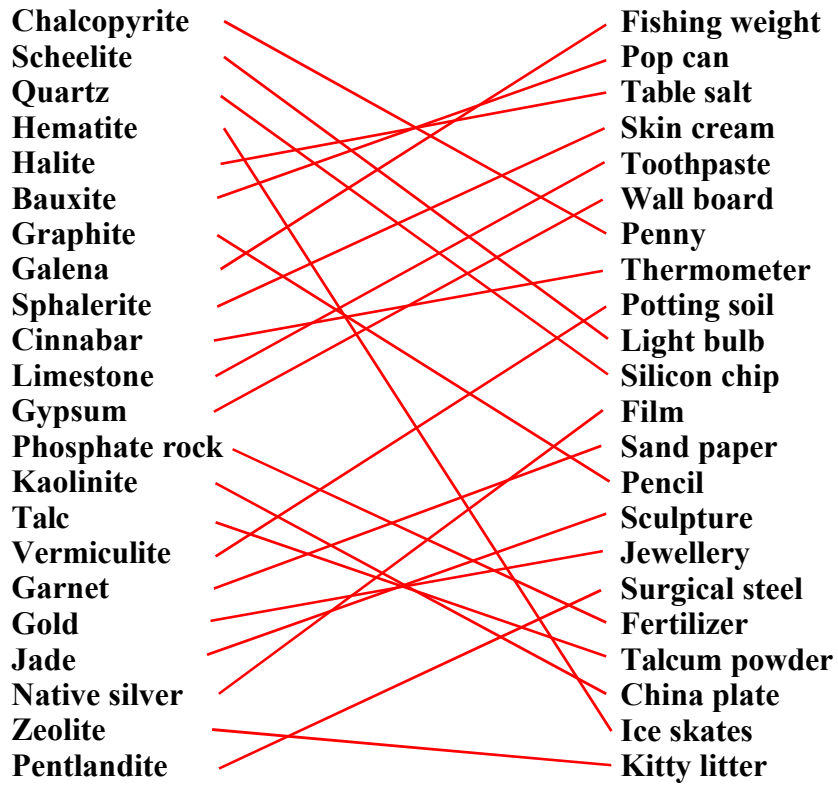 Chalcopyrite Fishing weight
Scheelite Pop can
Quartz Table salt
Hematite Skin cream
Halite Toothpaste
Bauxite Wall board
Graphite Penny
Galena Thermometer
Sphalerite Potting soil
Cinnabar Light bulb
Limestone Silicon chip
Gypsum Film
Phosphate rock Sand paper
Kaolinite Pencil
Talc Sculpture
Vermiculite Jewellery
Garnet Surgical steel
Gold Fertilizer
Jade Talcum powder
Native silver China plate
Zeolite Ice skates
Pentlandite Kitty litter